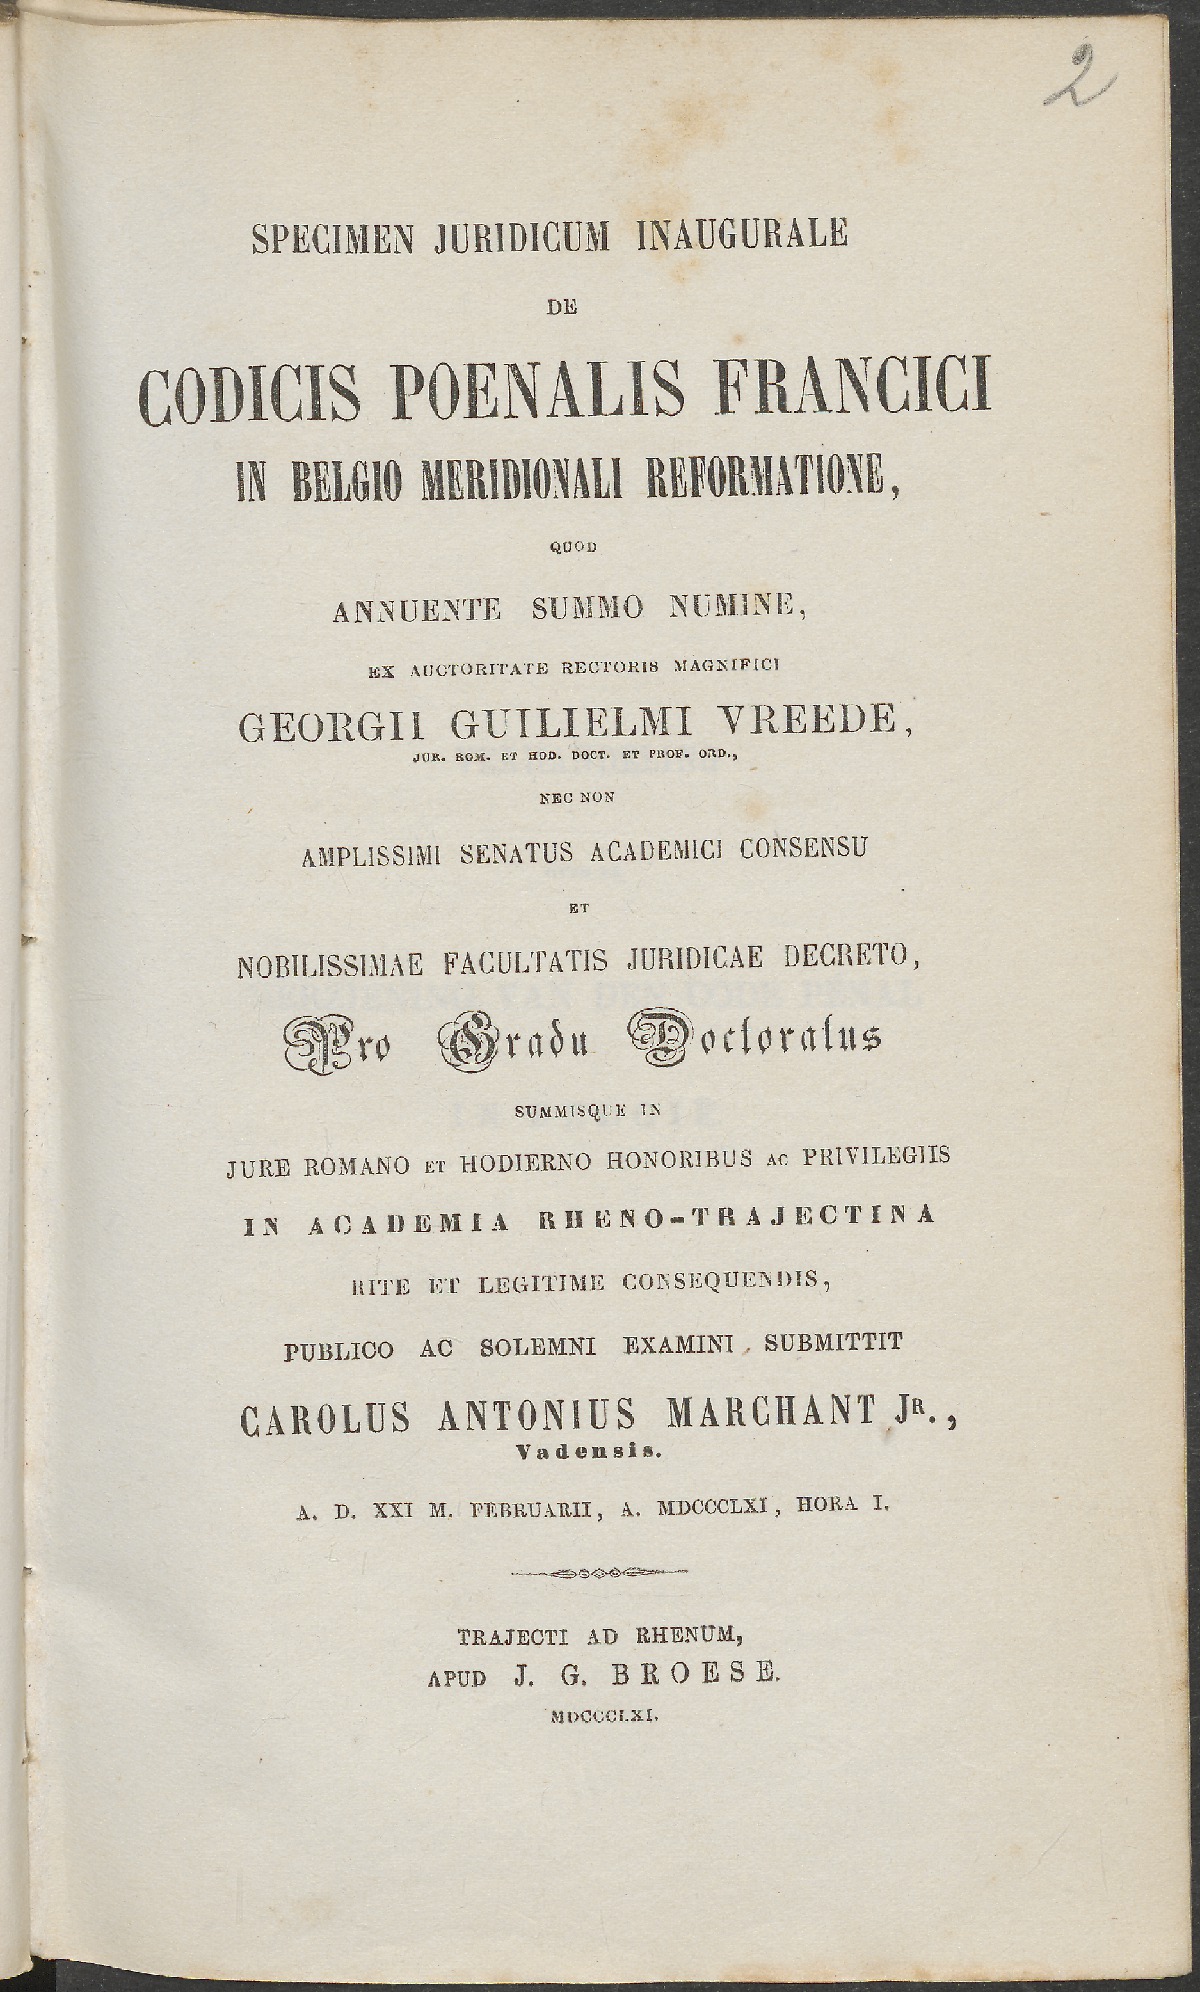 2
SPECIMEN JURIDICUM INAUGURALE
DE
CODICIS POENALIS FRANCICI
IN BELGIO MERIDIONALI REFORMATIONE,
QUOD
ANNUENTE SUMMO NUMINE,
EX AUCTORITATE RECTORIS MAGNIFICI
GEORGII GUILIELMI VREEDE,
JUR. ROM. ET HOD. DOCT. ET PROF. ORD.,
NEC NON
AMPLISSIMI SENATUS ACADEMICI CONSENSU
ET
NOBILISSIMAE FACULTATIS JURIDICAE DECRETO,
Pro Gradu Doctoratus
SUMMISQUE IN
JURE ROMANO ET HODIERNO HONORIBUS AC PRIVILEGIIS
IN ACADEMIA RHENO-TRAJECTINA
RITE ET LEGITIME CONSEQUENDIS,
PUBLICO AC SOLEMNI EXAMINI SUBMITTIT
CAROLUS ANTONIUS MARCHANT JR.,
Vadensis.
A. D. XXI M. FEBRUARII, A. MDCCCLXI, HORA I.
TRAJECTI AD RHENUM,
APUD J. G. BROESE.
MDCCCLXI.